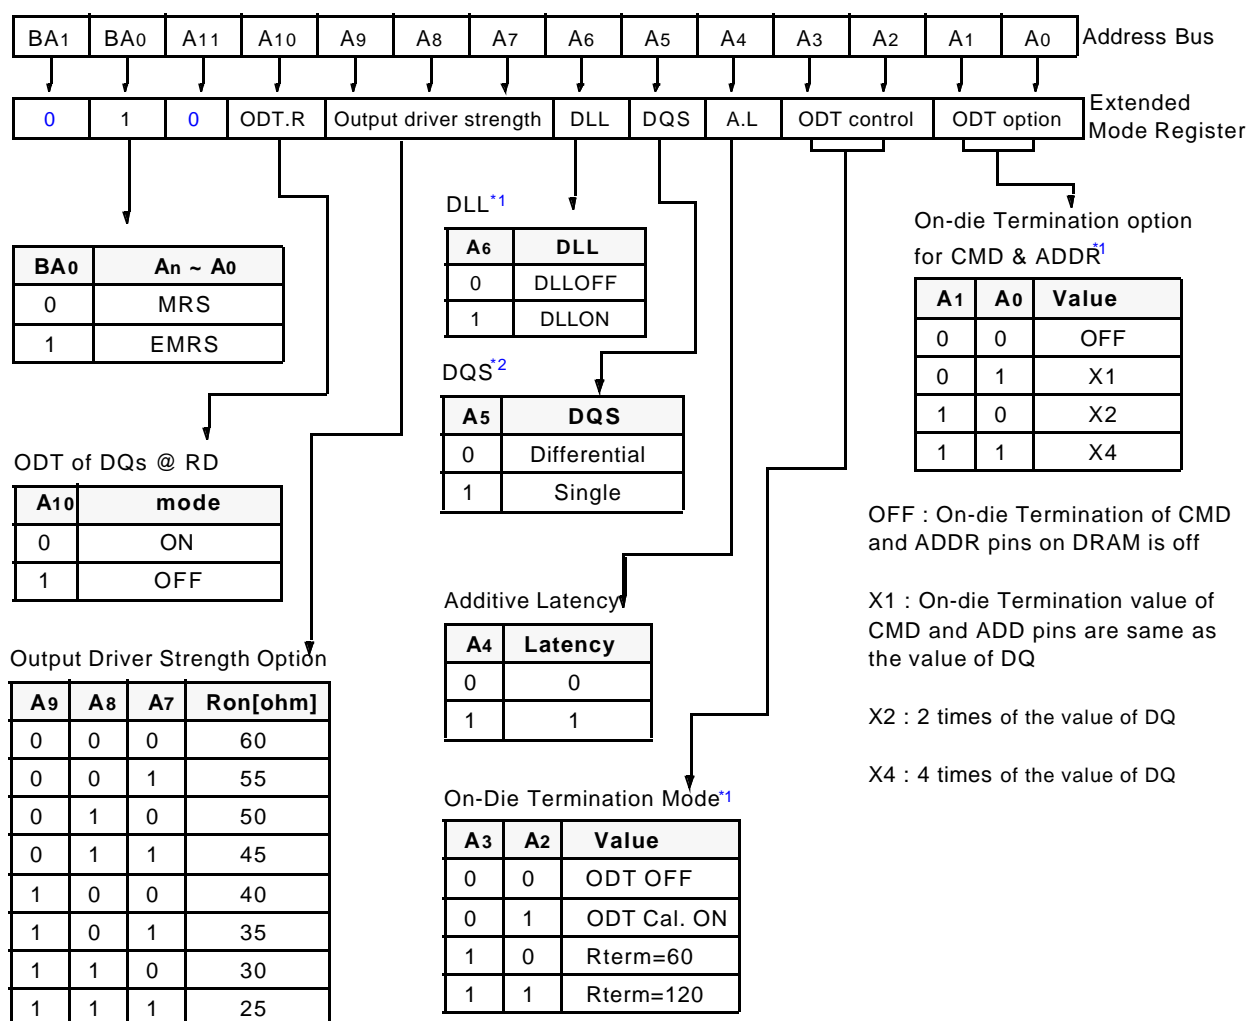 BA1 BA0 A11 A10 A9 A8 A7 A6 A5 A4 A3 A2 A1 A0 Address Bus
0 1 0 ODT.R Output driver strength DLL DQS A.L ODT control ODT option Extended
Mode Register
BA0 An ~ A0
0 MRS
1 EMRS
ODT of DQs @ RD
A10 mode
0 ON
1 OFF
Output Driver Strength Option
A9 A8 A7 Ron[ohm]
0 0 0 60
0 0 1 55
0 1 0 50
0 1 1 45
1 0 0 40
1 0 1 35
1 1 0 30
1 1 1 25
DLL*1
A6 DLL
0 DLLOFF
1 DLLON
DQS*2
A5 DQS
0 Differential
1 Single
Additive Latency
A4 Latency
0 0
1 1
On-Die Termination Mode*1
A3 A2 Value
0 0 ODT OFF
0 1 ODT Cal. ON
1 0 Rterm=60
1 1 Rterm=120
On-die Termination option
for CMD & ADDR*1
A1 A0 Value
0 0 OFF
0 1 X1
1 0 X2
1 1 X4
OFF : On-die Termination of CMD
and ADDR pins on DRAM is off
X1 : On-die Termination value of
CMD and ADD pins are same as
the value of DQ
X2 : 2 times of the value of DQ
X4 : 4 times of the value of DQ